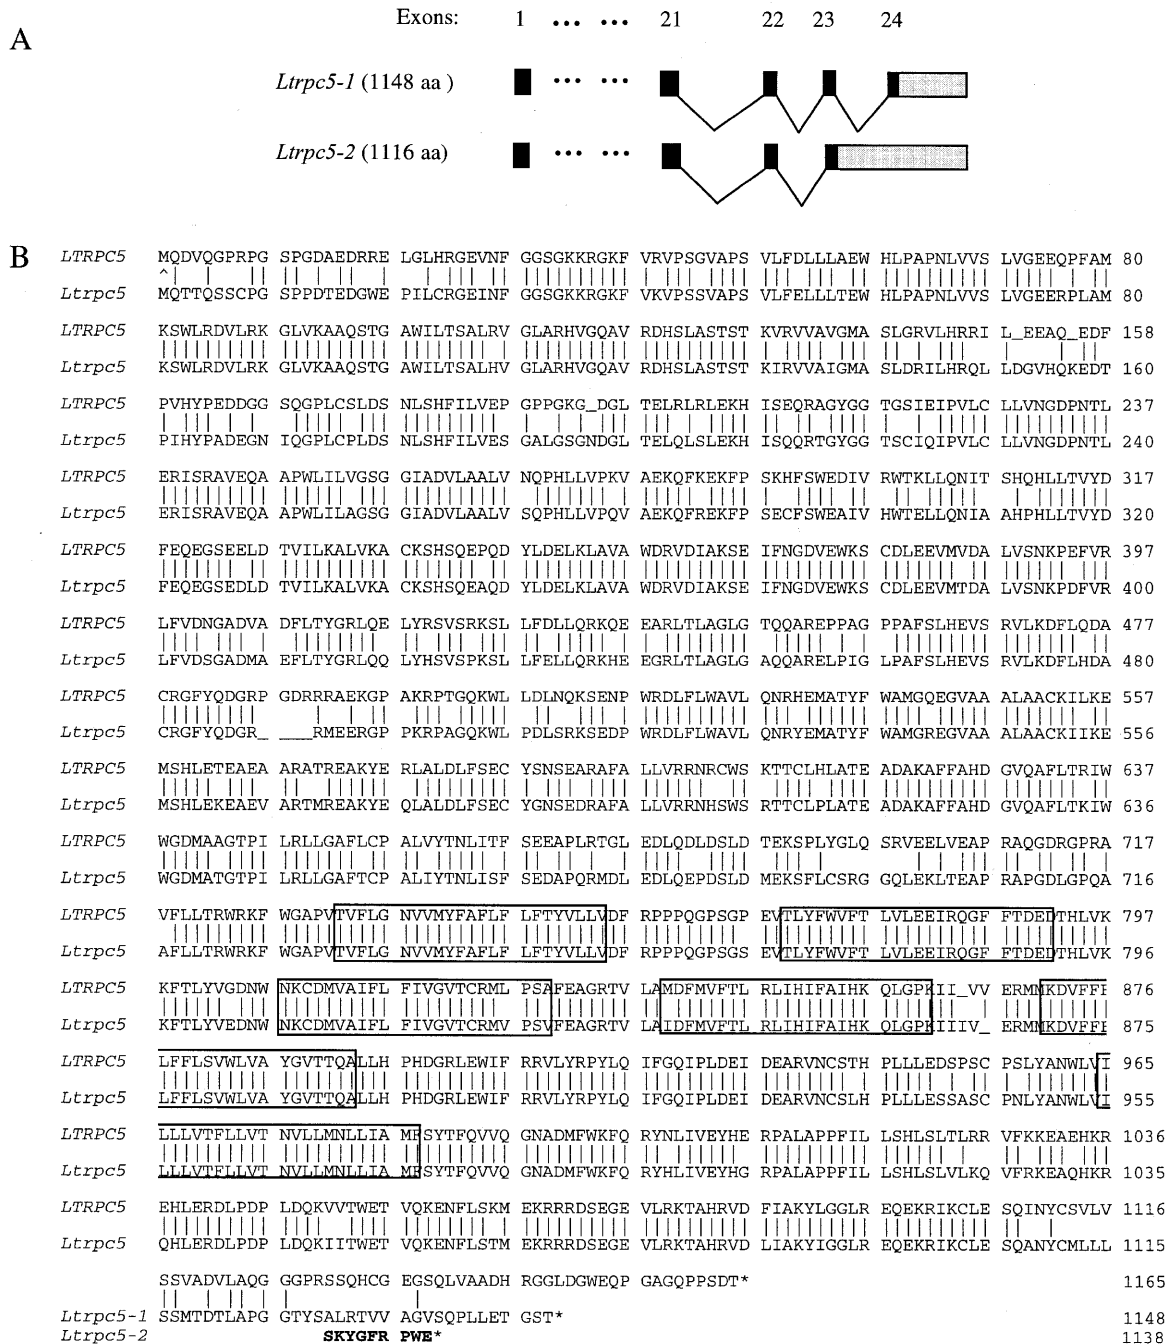 Exons: 1 ••• ••• 21 22 23 24
A
Ltrpc5-1 (1148 aa ) ••• •••
Ltrpc5-2 (1116 aa) ••• •••
B
LTRPC5 MQDVQGPRPG SPGDAEDRRE LGLHRGEVNF GGSGKKRGKF VRVPSGVAPS VLFDLLLAEW HLPAPNLVVS LVGEEQPFAM 80
^
Ltrpc5 MQTTQSSCPG SPPDTEDGWE PILCRGEINF GGSGKKRGKF VKVPSSVAPS VLFELLLTEW HLPAPNLVVS LVGEERPLAM 80
LTRPC5 KSWLRDVLRK GLVKAAQSTG AWILTSALRV GLARHVGQAV RDHSLASTST KVRVVAVGMA SLGRVLHRRI L_EEAQ_EDF 158
Ltrpc5 KSWLRDVLRK GLVKAAQSTG AWILTSALHV GLARHVGQAV RDHSLASTST KIRVVAIGMA SLDRILHRQL LDGVHQKEDT 160
LTRPC5 PVHYPEDDGG SQGPLCSLDS NLSHFILVEP GPPGKG_DGL TELRLRLEKH ISEQRAGYGG TGSIEIPVLC LLVNGDPNTL 237
Ltrpc5 PIHYPADEGN IQGPLCPLDS NLSHFILVES GALGSGNDGL TELQLSLEKH ISQQRTGYGG TSCIQIPVLC LLVNGDPNTL 240
LTRPC5 ERISRAVEQA APWLILVGSG GIADVLAALV NQPHLLVPKV AEKQFKEKFP SKHFSWEDIV RWTKLLQNIT SHQHLLTVYD 317
Ltrpc5 ERISRAVEQA APWLILAGSG GIADVLAALV SQPHLLVPQV AEKQFREKFP SECFSWEAIV HWTELLQNIA AHPHLLTVYD 320
LTRPC5 FEQEGSEELD TVILKALVKA CKSHSQEPQD YLDELKLAVA WDRVDIAKSE IFNGDVEWKS CDLEEVMVDA LVSNKPEFVR 397
Ltrpc5 FEQEGSEDLD TVILKALVKA CKSHSQEAQD YLDELKLAVA WDRVDIAKSE IFNGDVEWKS CDLEEVMTDA LVSNKPDFVR 400
LTRPC5 LFVDNGADVA DFLTYGRLQE LYRSVSRKSL LFDLLQRKQE EARLTLAGLG TQQAREPPAG PPAFSLHEVS RVLKDFLQDA 477
Ltrpc5 LFVDSGADMA EFLTYGRLQQ LYHSVSPKSL LFELLQRKHE EGRLTLAGLG AQQARELPIG LPAFSLHEVS RVLKDFLHDA 480
LTRPC5 CRGFYQDGRP GDRRRAEKGP AKRPTGQKWL LDLNQKSENP WRDLFLWAVL QNRHEMATYF WAMGQEGVAA ALAACKILKE 557
Ltrpc5 CRGFYQDGR_ ___RMEERGP PKRPAGQKWL PDLSRKSEDP WRDLFLWAVL QNRYEMATYF WAMGREGVAA ALAACKIIKE 556
LTRPC5 MSHLETEAEA ARATREAKYE RLALDLFSEC YSNSEARAFA LLVRRNRCWS KTTCLHLATE ADAKAFFAHD GVQAFLTRIW 637
Ltrpc5 MSHLEKEAEV ARTMREAKYE QLALDLFSEC YGNSEDRAFA LLVRRNHSWS RTTCLPLATE ADAKAFFAHD GVQAFLTKIW 636
LTRPC5 WGDMAAGTPI LRLLGAFLCP ALVYTNLITF SEEAPLRTGL EDLQDLDSLD TEKSPLYGLQ SRVEELVEAP RAQGDRGPRA 717
Ltrpc5 WGDMATGTPI LRLLGAFTCP ALIYTNLISF SEDAPQRMDL EDLQEPDSLD MEKSFLCSRG GQLEKLTEAP RAPGDLGPQA 716
LTRPC5 VFLLTRWRKF WGAPVTVFLG NVVMYFAFLF LFTYVLLVDF RPPPQGPSGP EVTLYFWVFT LVLEEIRQGF FTDEDTHLVK 797
Ltrpc5 AFLLTRWRKF WGAPVTVFLG NVVMYFAFLF LFTYVLLVDF RPPPQGPSGS EVTLYFWVFT LVLEEIRQGF FTDEDTHLVK 796
LTRPC5 KFTLYVGDNW NKCDMVAIFL FIVGVTCRML PSAFEAGRTV LAMDFMVFTL RLIHIFAIHK QLGPKII_VV ERMMKDVFFF 876
Ltrpc5 KFTLYVEDNW NKCDMVAIFL FIVGVTCRMV PSVFEAGRTV LAIDFMVFTL RLIHIFAIHK QLGPKIIIV_ ERMMKDVFFF 875
LTRPC5 LFFLSVWLVA YGVTTQALLH PHDGRLEWIF RRVLYRPYLQ IFGQIPLDEI DEARVNCSTH PLLLEDSPSC PSLYANWLVI 965
Ltrpc5 LFFLSVWLVA YGVTTQALLH PHDGRLEWIF RRVLYRPYLQ IFGQIPLDEI DEARVNCSLH PLLLESSASC PNLYANWLVI 955
LTRPC5 LLLVTFLLVT NVLLMNLLIA MFSYTFQVVQ GNADMFWKFQ RYNLIVEYHE RPALAPPFIL LSHLSLTLRR VFKKEAEHKR 1036
Ltrpc5 LLLVTFLLVT NVLLMNLLIA MFSYTFQVVQ GNADMFWKFQ RYHLIVEYHG RPALAPPFIL LSHLSLVLKQ VFRKEAQHKR 1035
LTRPC5 EHLERDLPDP LDQKVVTWET VQKENFLSKM EKRRRDSEGE VLRKTAHRVD FIAKYLGGLR EQEKRIKCLE SQINYCSVLV 1116
Ltrpc5 QHLERDLPDP LDQKIITWET VQKENFLSTM EKRRRDSEGE VLRKTAHRVD LIAKYIGGLR EQEKRIKCLE SQANYCMLLL 1115
SSVADVLAQG GGPRSSQHCG EGSQLVAADH RGGLDGWEQP GAGQPPSDT* 1165
Ltrpc5-1 SSMTDTLAPG GTYSALRTVV AGVSQPLLET GST* 1148
Ltrpc5-2 SKYGFR PWE* 1138